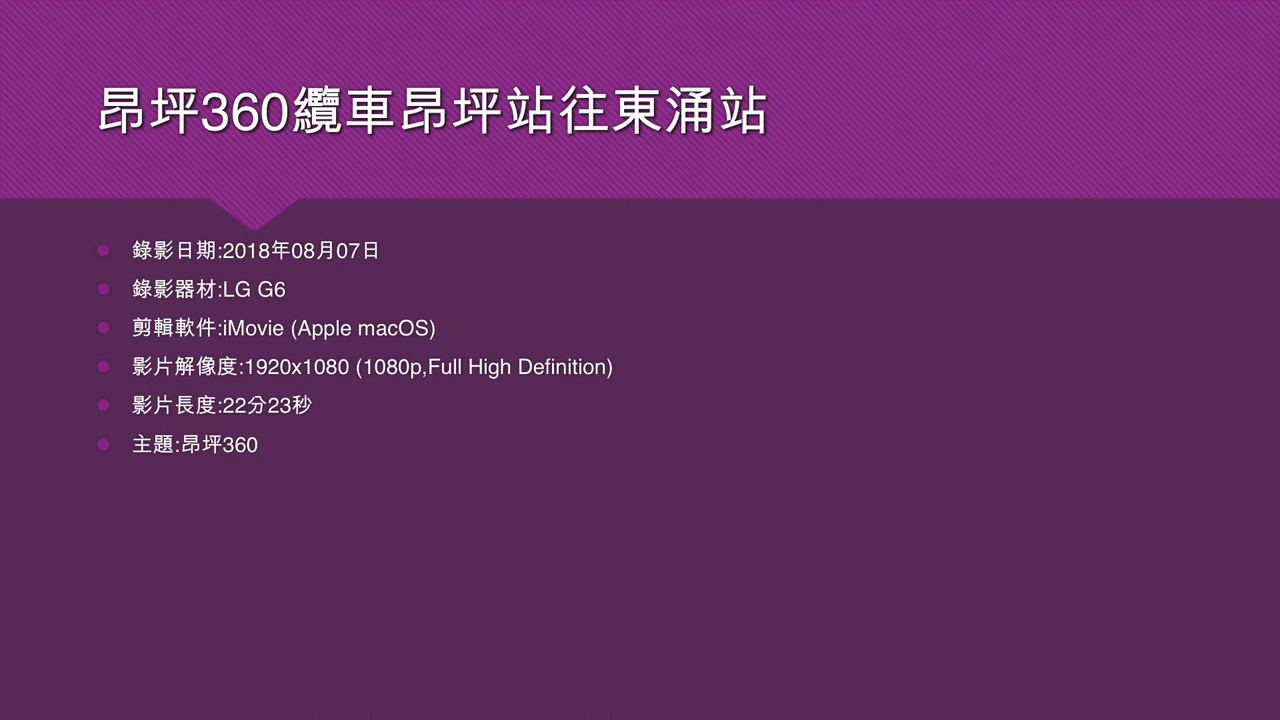 昂坪360纜車昂坪站往東涌站
錄影日期:2018年08月07日
錄影器材:LG G6
剪輯軟件:iMovie (Apple macOS)
影片解像度:1920x1080 (1080p,Full High Definition)
影片長度:22分23秒
主題:昂坪360